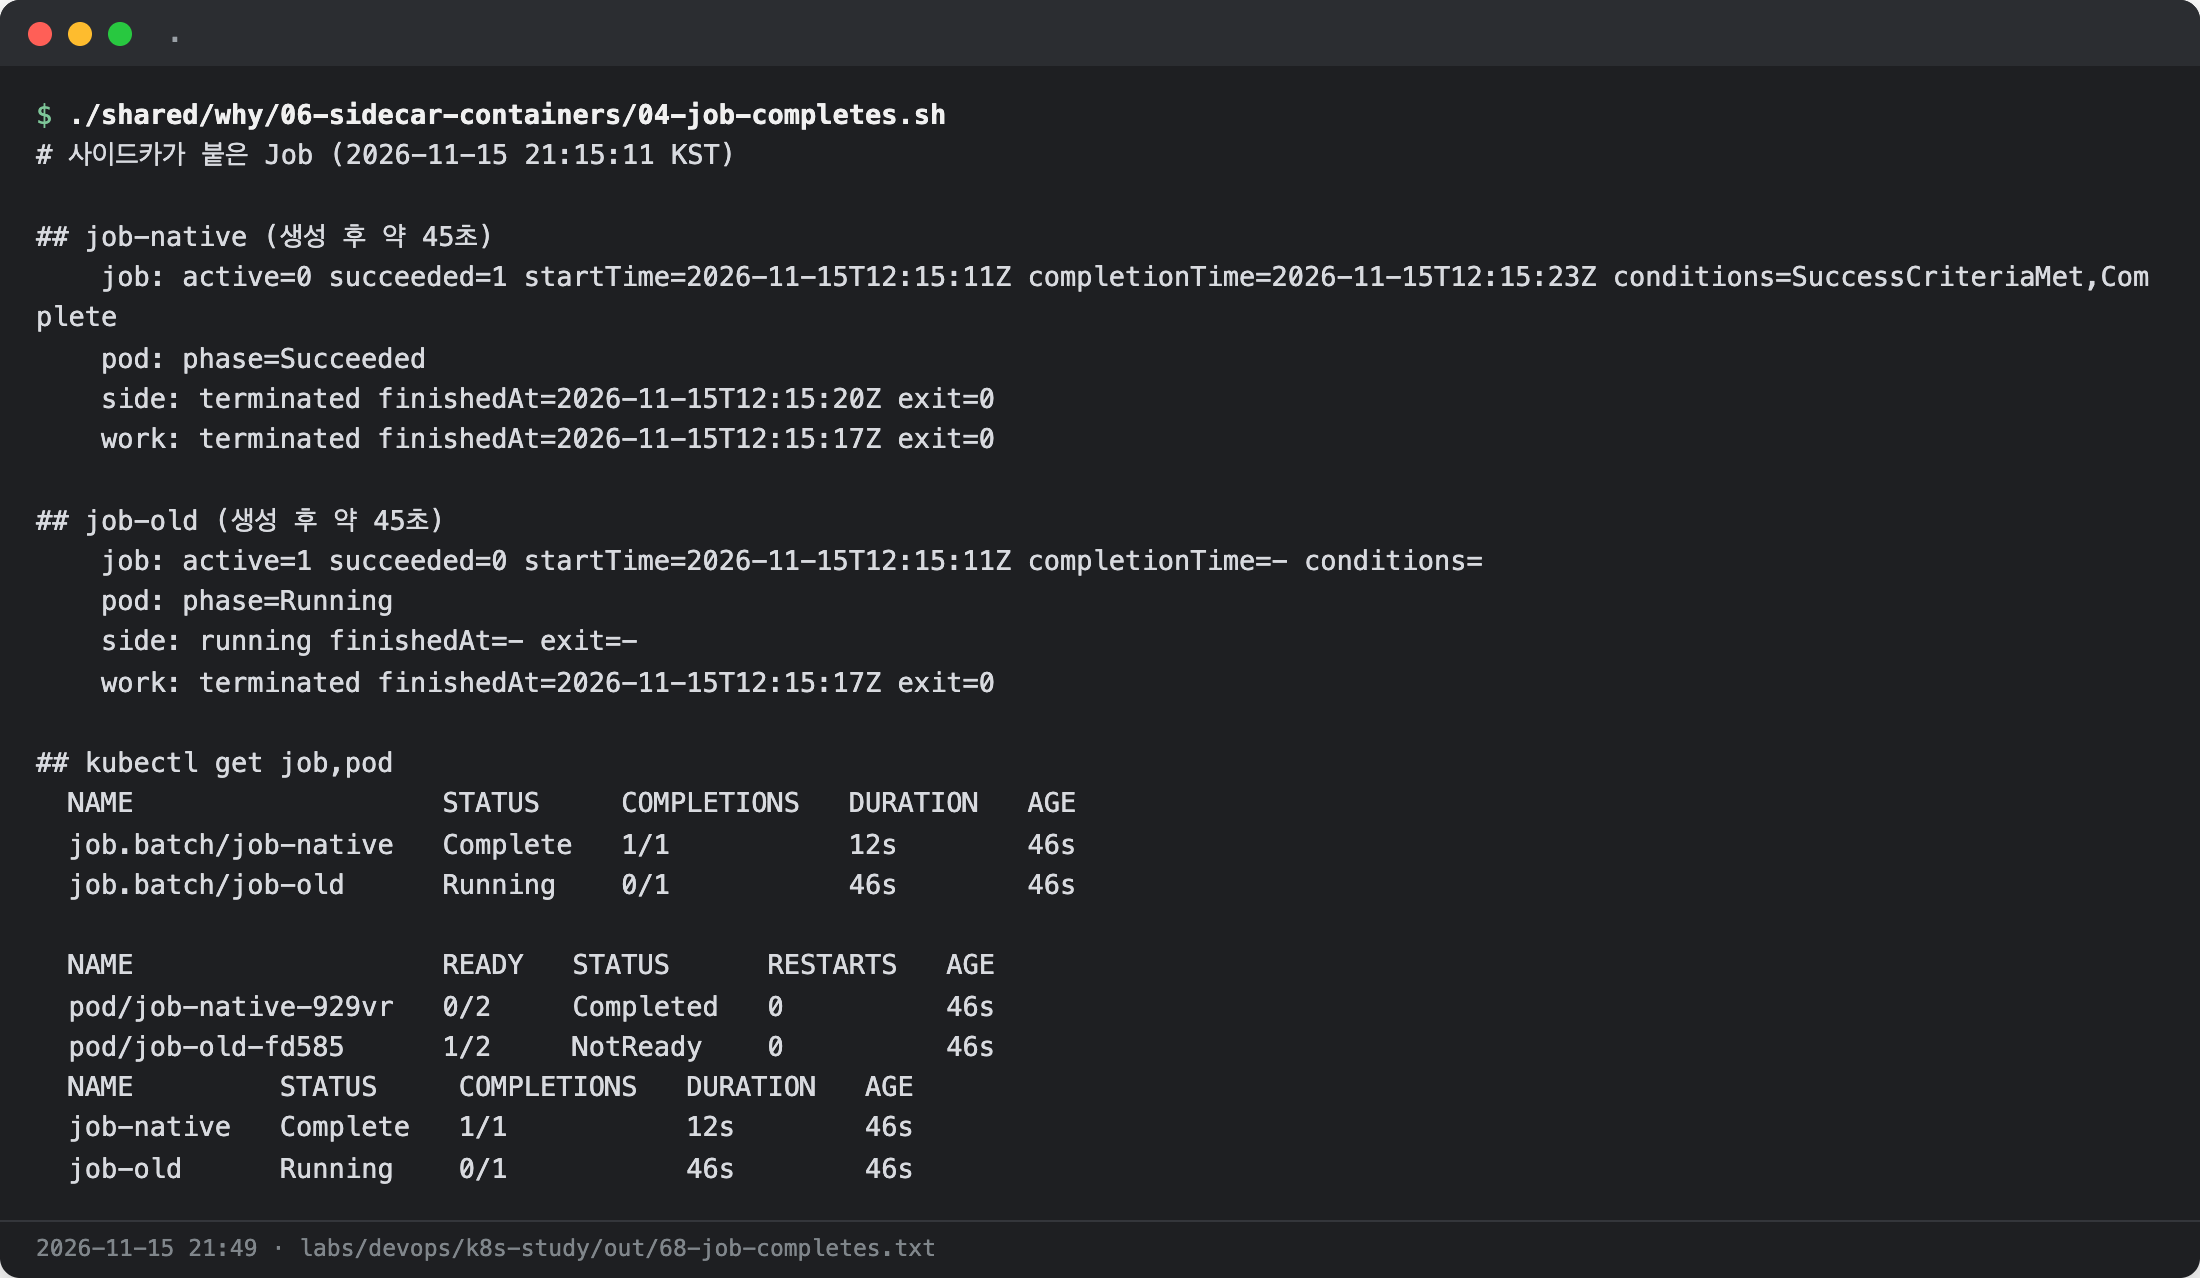 .
$ ./shared/why/06-sidecar-containers/04-job-completes.sh
# 사이드카가 붙은 Job (2026-11-15 21:15:11 KST)
## job-native (생성 후 약 45초)
job: active=0 succeeded=1 startTime=2026-11-15T12:15:11Z completionTime=2026-11-15T12:15:23Z conditions=SuccessCriteriaMet,Com
plete
pod: phase=Succeeded
side: terminated finishedAt=2026-11-15T12:15:20Z exit=0
work: terminated finishedAt=2026-11-15T12:15:17Z exit=0
## job-old (생성 후 약 45초)
job: active=1 succeeded=0 startTime=2026-11-15T12:15:11Z completionTime=- conditions=
pod: phase=Running
side: running finishedAt=- exit=-
work: terminated finishedAt=2026-11-15T12:15:17Z exit=0
## kubectl get job,pod
NAME STATUS COMPLETIONS DURATION AGE
job.batch/job-native Complete 1/1 12s 46s
job.batch/job-old Running 0/1 46s 46s
NAME READY STATUS RESTARTS AGE
pod/job-native-929vr 0/2 Completed 0 46s
pod/job-old-fd585 1/2 NotReady 0 46s
NAME STATUS COMPLETIONS DURATION AGE
job-native Complete 1/1 12s 46s
job-old Running 0/1 46s 46s
2026-11-15 21:49 · labs/devops/k8s-study/out/68-job-completes.txt